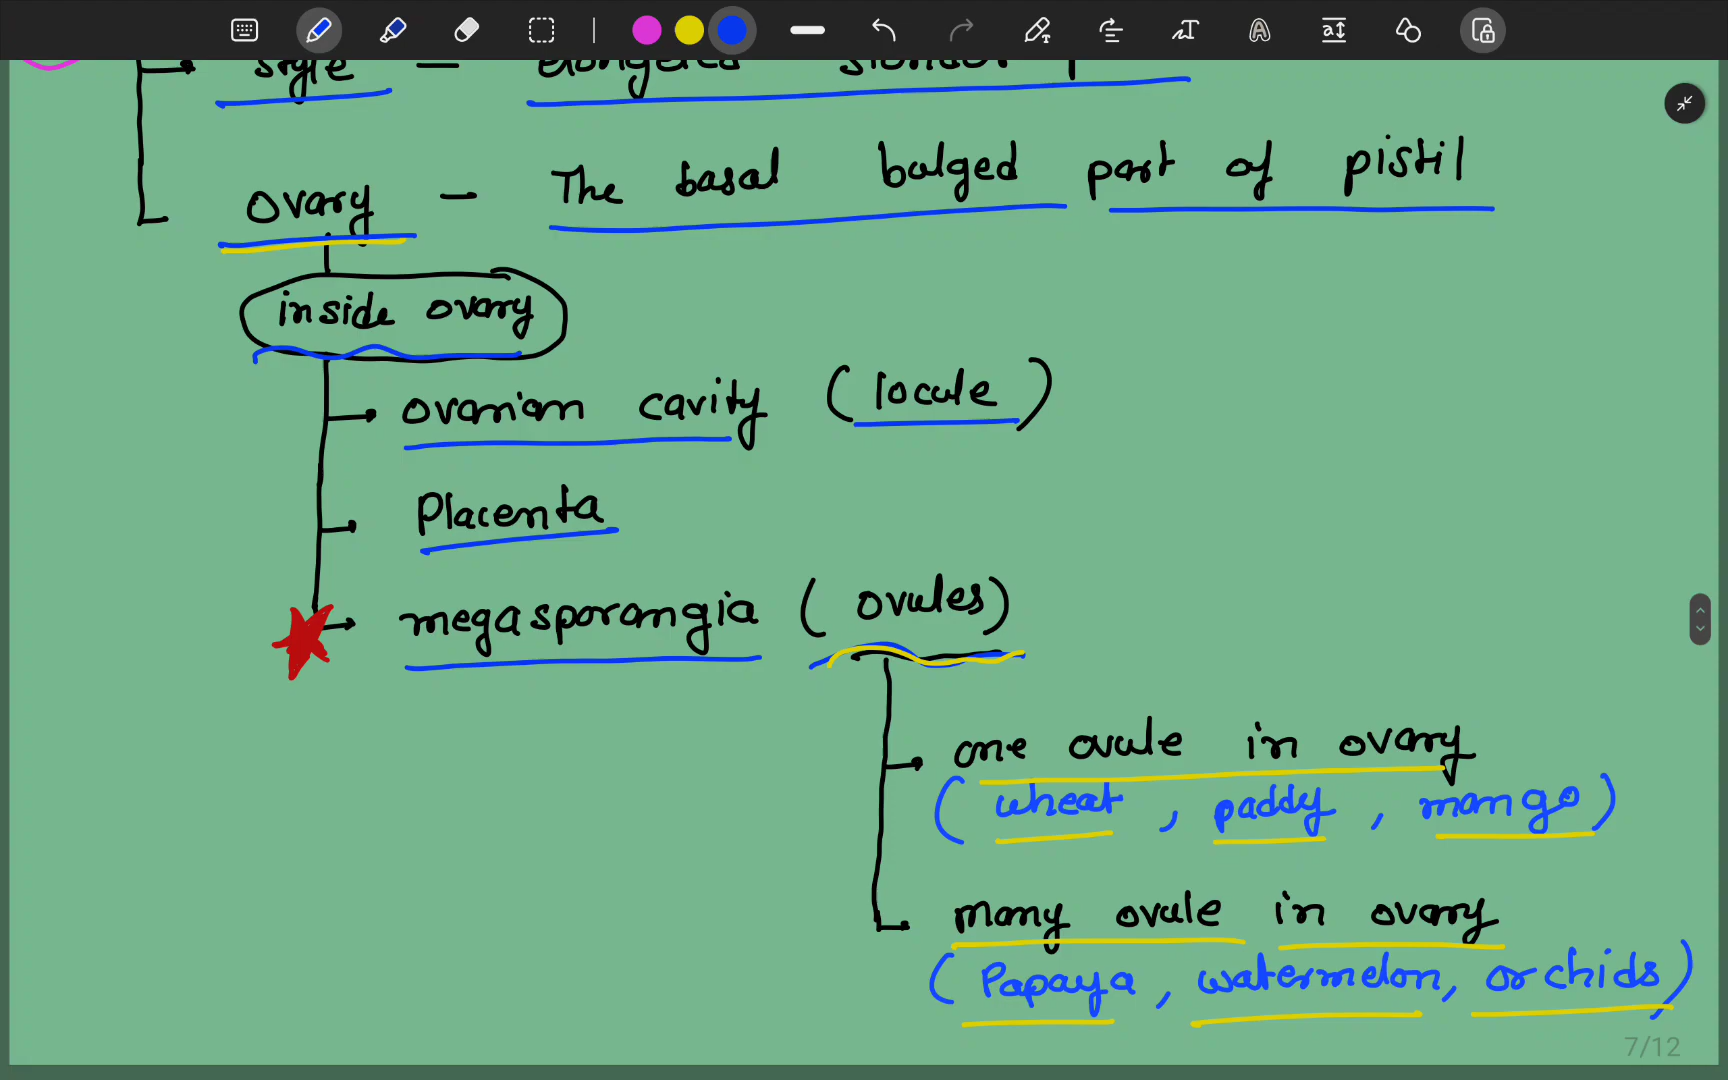 style —
ovary — The basal bulged part of pistil
inside ovary
ovarian cavity (locule)
Placenta
megasporangia (ovules)
one ovule in ovary
(wheat, paddy, mango)
many ovule in ovary
(Papaya, watermelon, orchids)
7/12